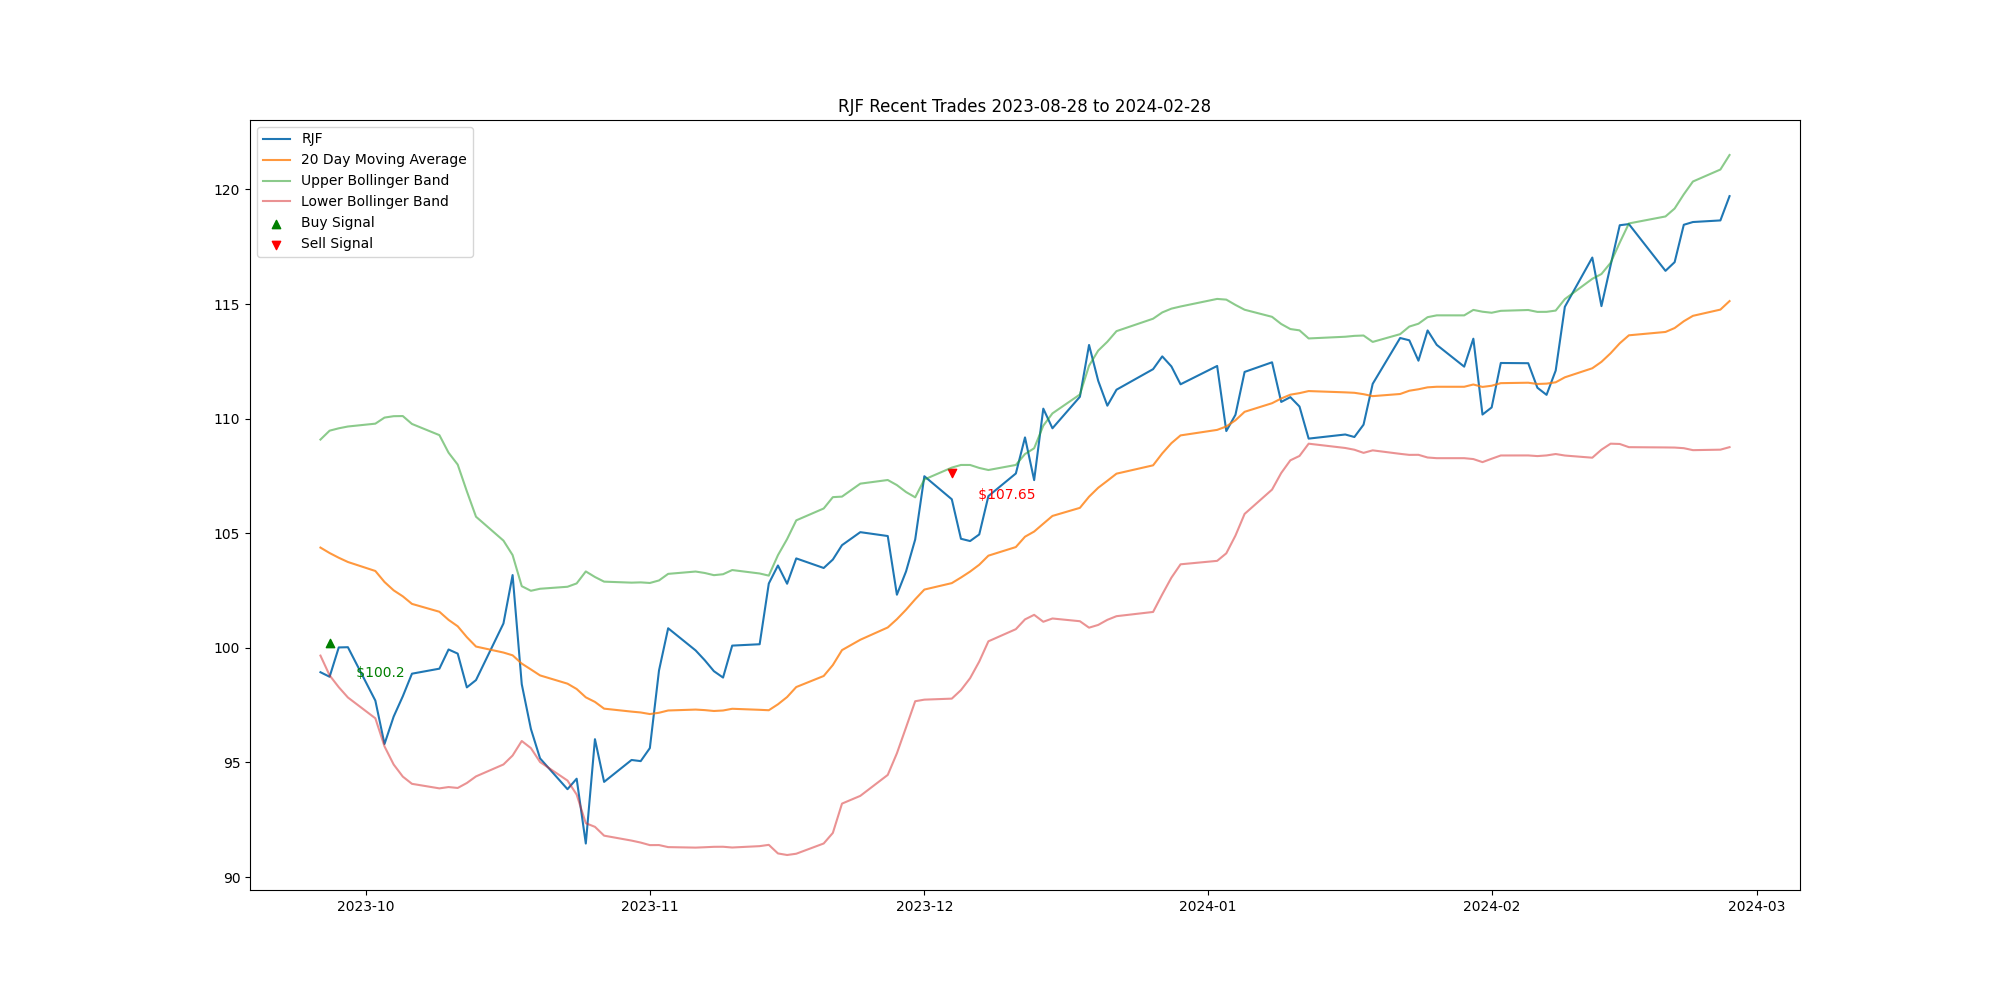 RJF Recent Trades 2023-08-28 to 2024-02-28
RJF
20 Day Moving Average
Upper Bollinger Band
Lower Bollinger Band
Buy Signal
Sell Signal
120
115
110
105
100
95
90
$107.65
$100.2
2023-10
2023-11
2023-12
2024-01
2024-02
2024-03